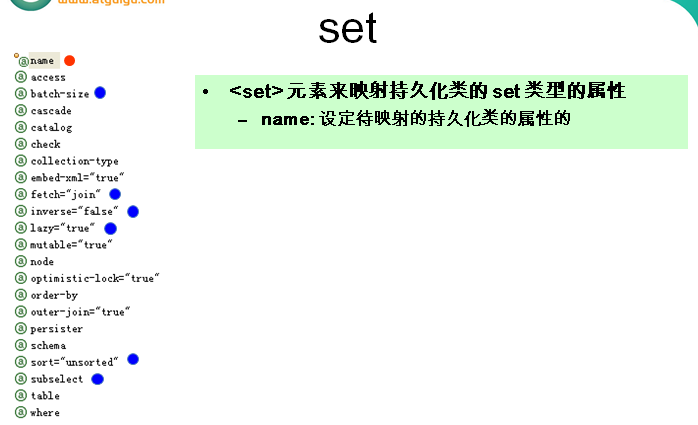 www.atguigu.com
set
name
access
batch-size
cascade
catalog
check
collection-type
embed-xml="true"
fetch="join"
inverse="false"
lazy="true"
mutable="true"
node
optimistic-lock="true"
order-by
outer-join="true"
persister
schema
sort="unsorted"
subselect
table
where
• <set> 元素来映射持久化类的 set 类型的属性
– name: 设定待映射的持久化类的属性的